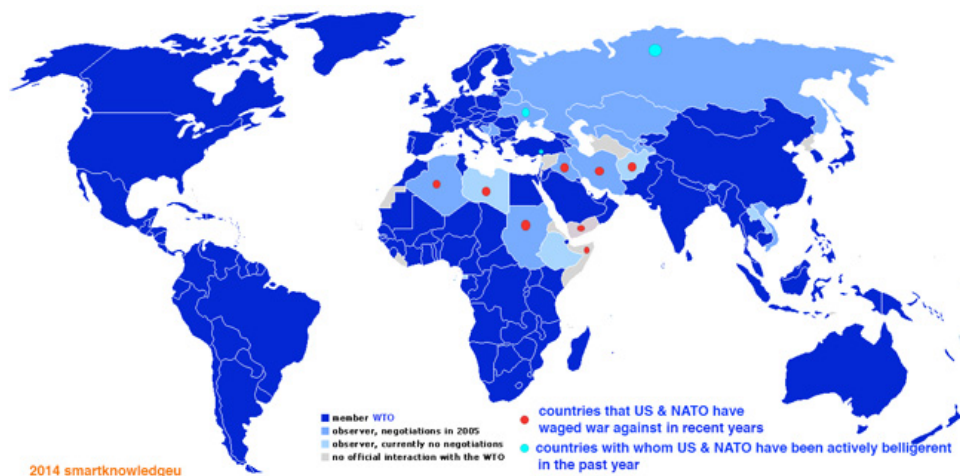 member WTO
observer, negotiations in 2005
observer, currently no negotiations
no official interaction with the WTO
countries that US & NATO have
waged war against in recent years
countries with whom US & NATO have been actively belligerent
in the past year
2014 smartknowledgeu